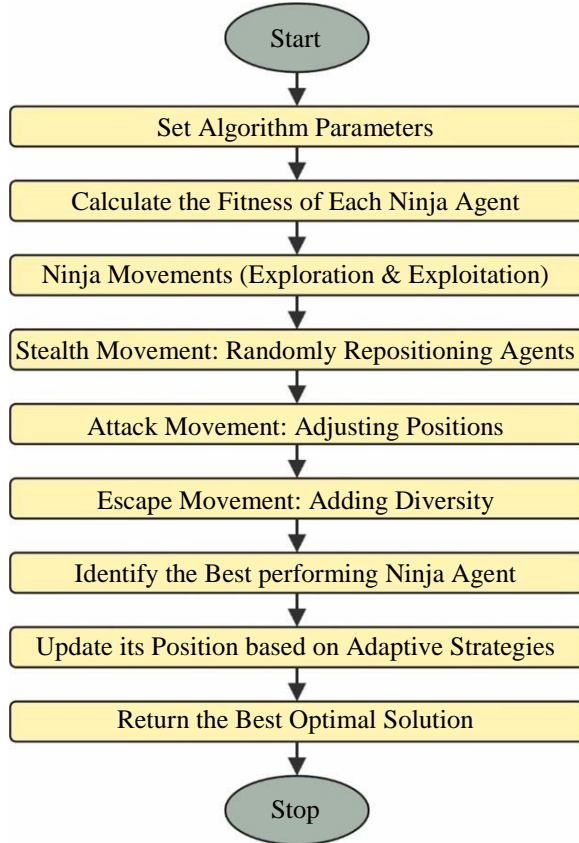 Start
Set Algorithm Parameters
Calculate the Fitness of Each Ninja Agent
Ninja Movements (Exploration & Exploitation)
Stealth Movement: Randomly Repositioning Agents
Attack Movement: Adjusting Positions
Escape Movement: Adding Diversity
Identify the Best performing Ninja Agent
Update its Position based on Adaptive Strategies
Return the Best Optimal Solution
Stop